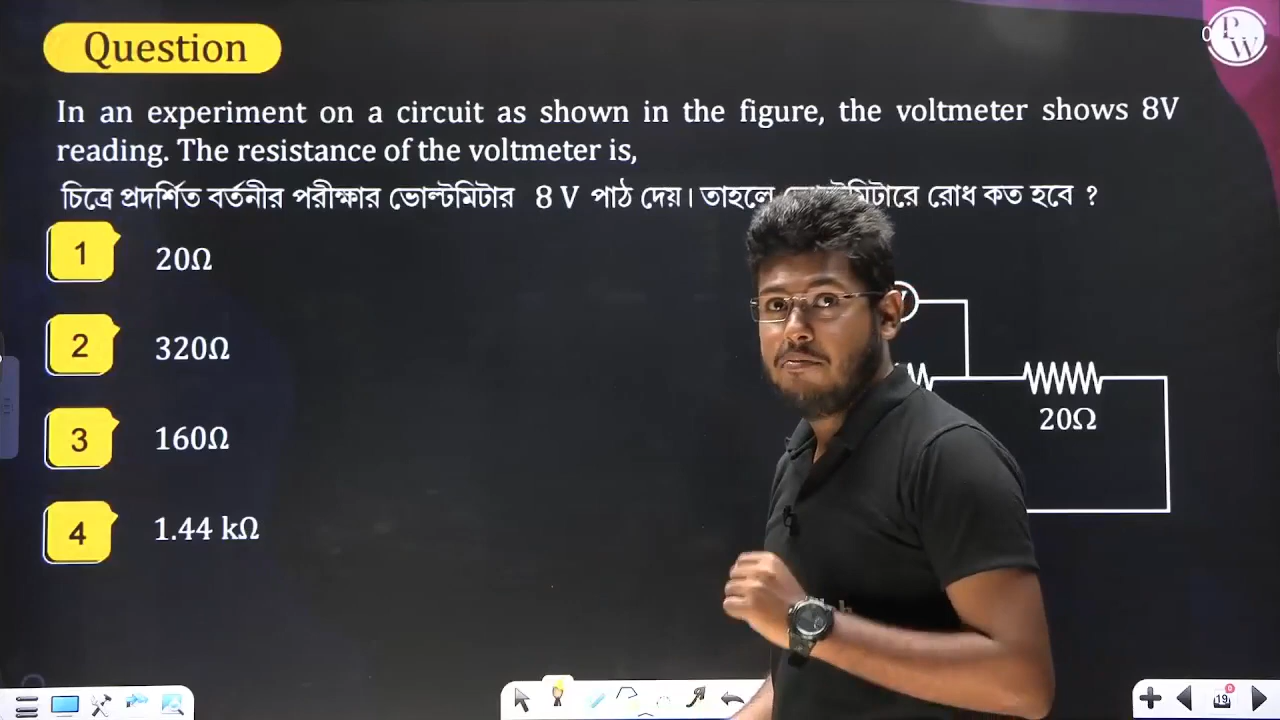 Question
In an experiment on a circuit as shown in the figure, the voltmeter shows 8V
reading. The resistance of the voltmeter is,
চিত্রে প্রদর্শিত বর্তনীর পরীক্ষার ভোল্টমিটার 8 V পাঠ দেয়। তাহলে রোধ কত হবে ?
1 20Ω
2 320Ω
3 160Ω
4 1.44 kΩ
20Ω
PW
19